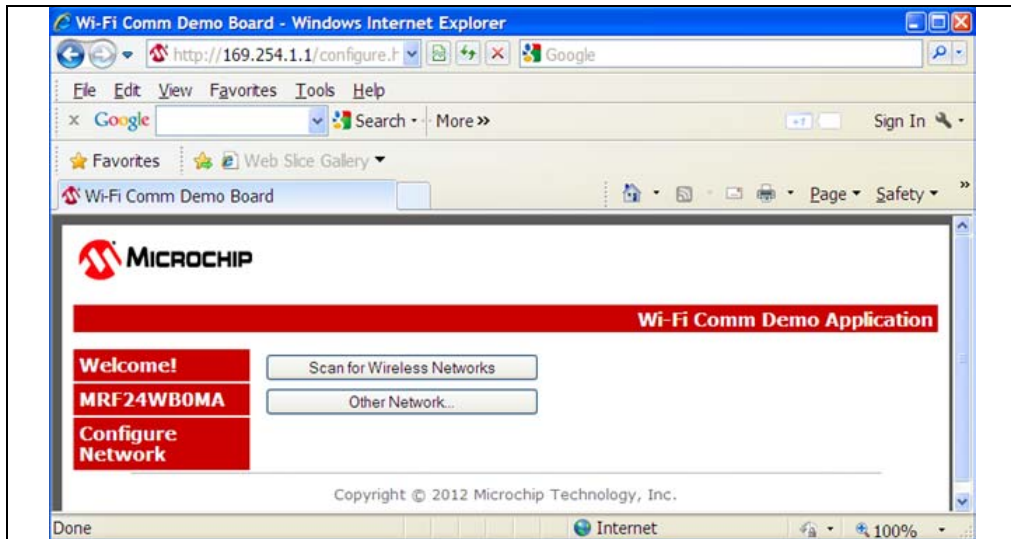 Wi-Fi Comm Demo Board - Windows Internet Explorer
http://169.254.1.1/configure.h Google
File Edit View Favorites Tools Help
x Google Search More » Sign In
Favorites Web Slice Gallery
Wi-Fi Comm Demo Board Page Safety »
MICROCHIP
Wi-Fi Comm Demo Application
Welcome!
Scan for Wireless Networks
MRF24WB0MA
Other Network...
Configure
Network
Copyright © 2012 Microchip Technology, Inc.
Done Internet 100%